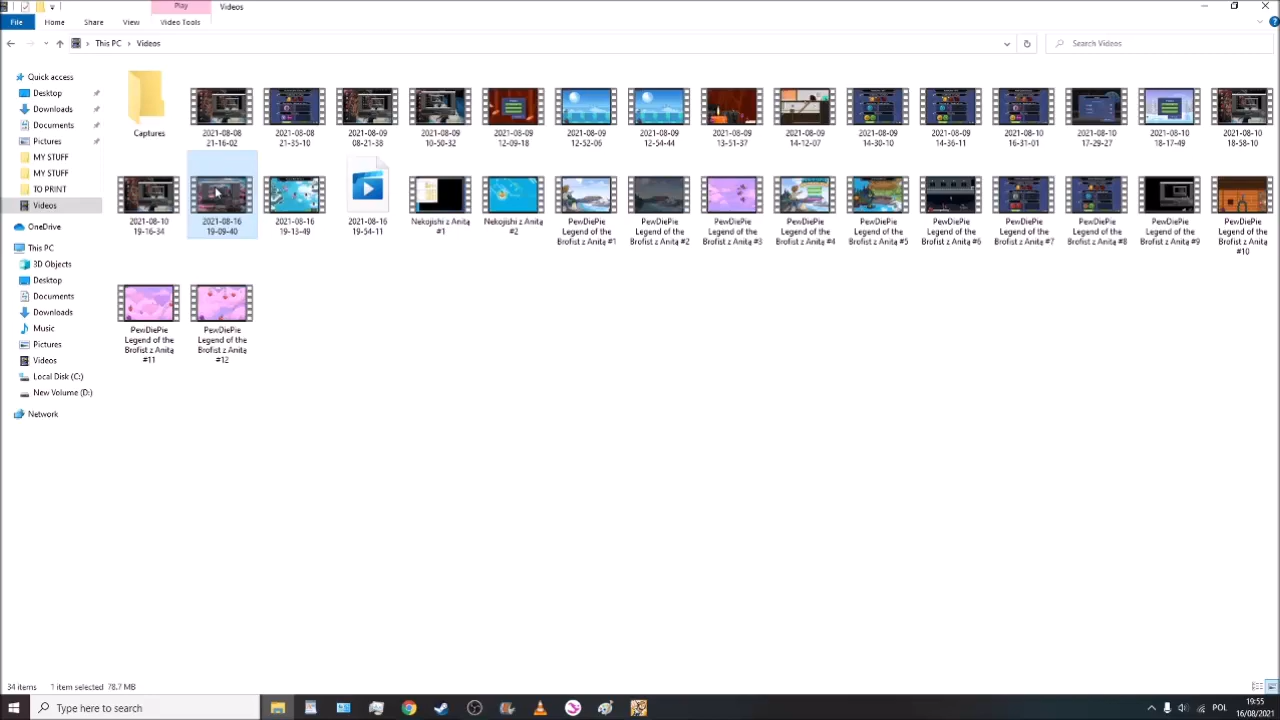 Play
Videos
File
Home
Share
View
Video Tools
This PC
Videos
Search Videos
Quick access
Desktop
Downloads
Documents
Pictures
MY STUFF
MY STUFF
TO PRINT
Videos
OneDrive
This PC
3D Objects
Desktop
Documents
Downloads
Music
Pictures
Videos
Local Disk (C:)
New Volume (D:)
Network
Captures
2021-08-08
21-16-02
2021-08-08
21-35-10
2021-08-09
08-21-38
2021-08-09
10-50-32
2021-08-09
12-09-18
2021-08-09
12-52-06
2021-08-09
12-54-44
2021-08-09
13-51-37
2021-08-09
14-12-07
2021-08-09
14-30-10
2021-08-09
14-36-11
2021-08-10
16-31-01
2021-08-10
17-29-27
2021-08-10
18-17-49
2021-08-10
18-58-10
2021-08-10
19-16-34
2021-08-16
19-09-40
2021-08-16
19-13-49
2021-08-16
19-54-11
Nekojishi z Anitą
#1
Nekojishi z Anitą
#2
PewDiePie
Legend of the
Brofist z Anitą #1
PewDiePie
Legend of the
Brofist z Anitą #2
PewDiePie
Legend of the
Brofist z Anitą #3
PewDiePie
Legend of the
Brofist z Anitą #4
PewDiePie
Legend of the
Brofist z Anitą #5
PewDiePie
Legend of the
Brofist z Anitą #6
PewDiePie
Legend of the
Brofist z Anitą #7
PewDiePie
Legend of the
Brofist z Anitą #8
PewDiePie
Legend of the
Brofist z Anitą #9
PewDiePie
Legend of the
Brofist z Anitą
#10
PewDiePie
Legend of the
Brofist z Anitą
#11
PewDiePie
Legend of the
Brofist z Anitą
#12
34 items
1 item selected 78.7 MB
Type here to search
POL
19:55
16/08/2021